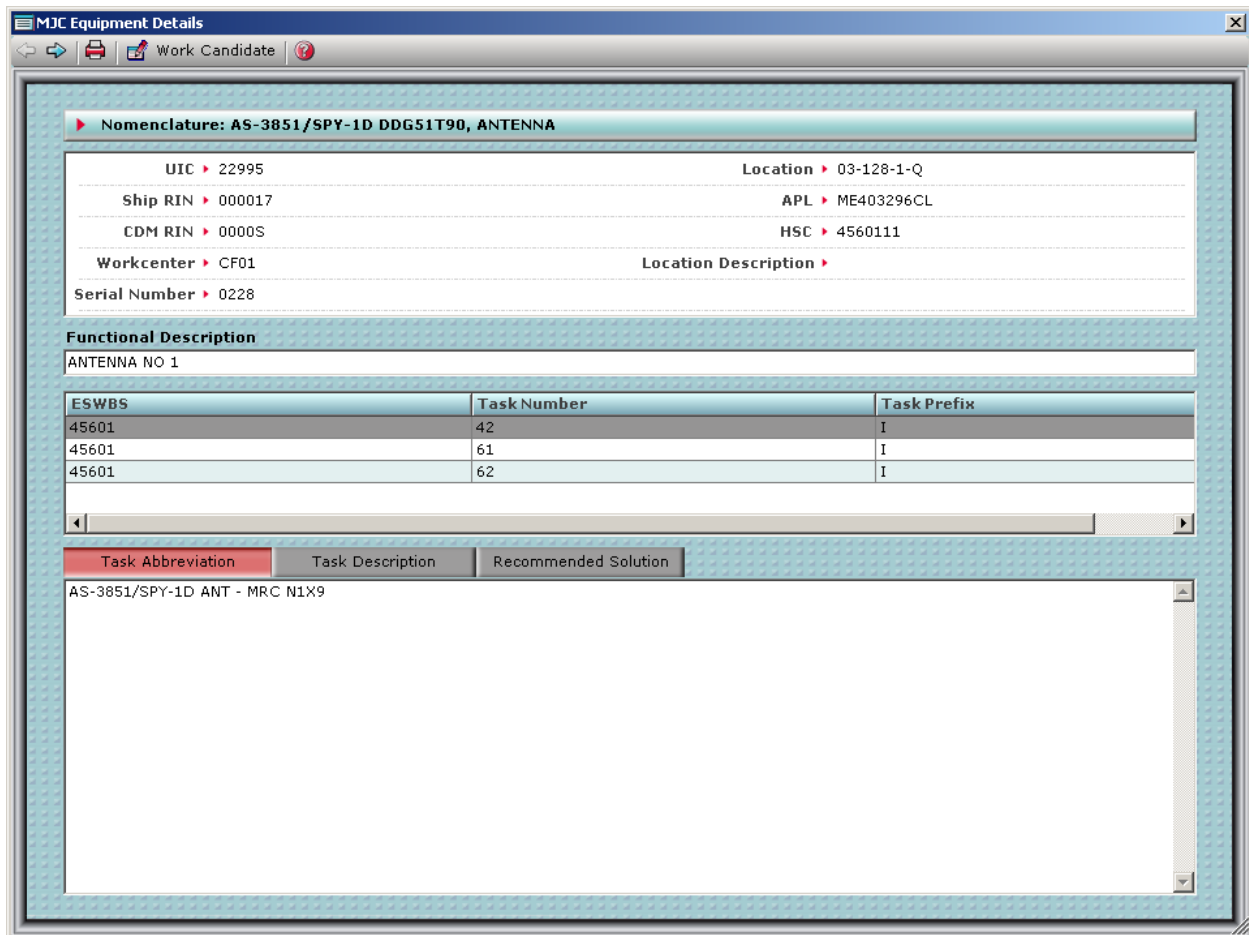 MJC Equipment Details
Work Candidate
Nomenclature: AS-3851/SPY-1D DDG51T90, ANTENNA
UIC 22995 Location 03-128-1-Q
Ship RIN 000017 APL ME403296CL
CDM RIN 0000S HSC 4560111
Workcenter CF01 Location Description
Serial Number 0228
Functional Description
ANTENNA NO 1
ESWBS Task Number Task Prefix
45601 42 I
45601 61 I
45601 62 I
Task Abbreviation Task Description Recommended Solution
AS-3851/SPY-1D ANT - MRC N1X9